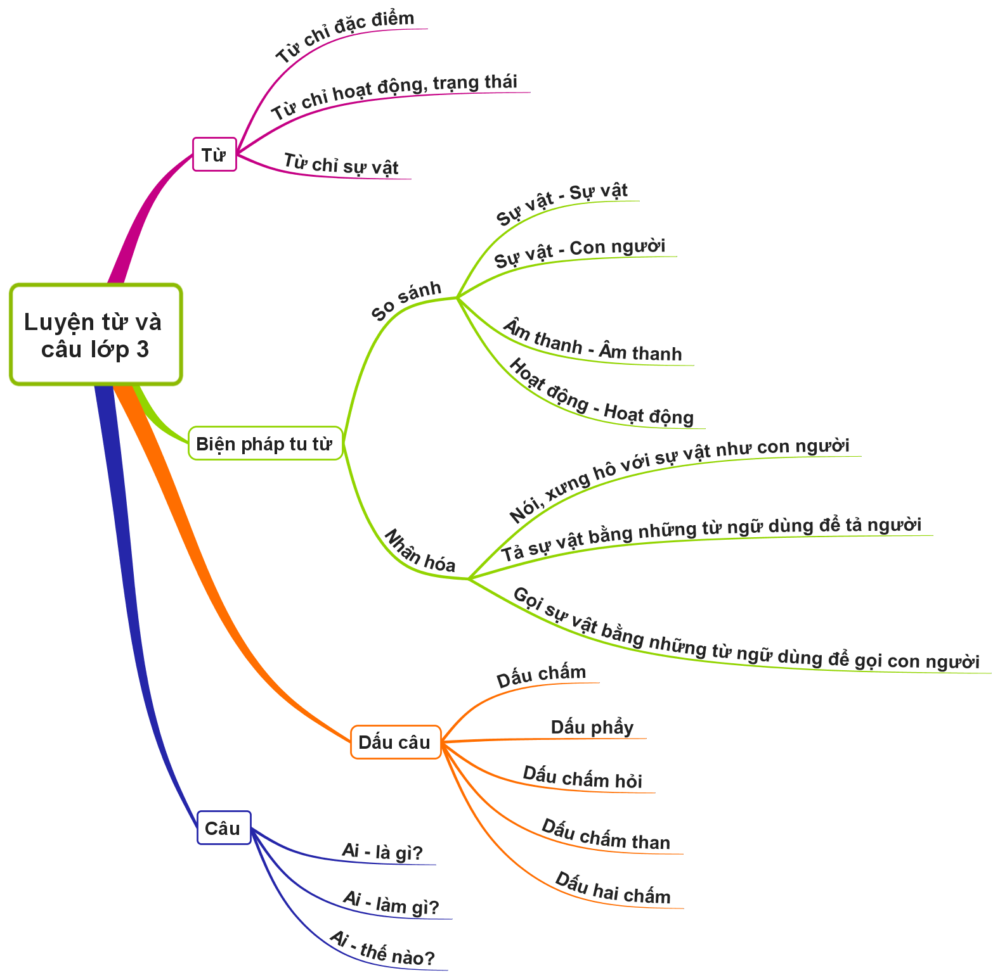 Luyện từ và
câu lớp 3
Từ
Từ chỉ đặc điểm
Từ chỉ hoạt động, trạng thái
Từ chỉ sự vật
Biện pháp tu từ
So sánh
Sự vật - Sự vật
Sự vật - Con người
Âm thanh - Âm thanh
Hoạt động - Hoạt động
Nhân hóa
Nói, xưng hô với sự vật như con người
Tả sự vật bằng những từ ngữ dùng để tả người
Gọi sự vật bằng những từ ngữ dùng để gọi con người
Dấu câu
Dấu chấm
Dấu phẩy
Dấu chấm hỏi
Dấu chấm than
Dấu hai chấm
Câu
Ai - là gì?
Ai - làm gì?
Ai - thế nào?